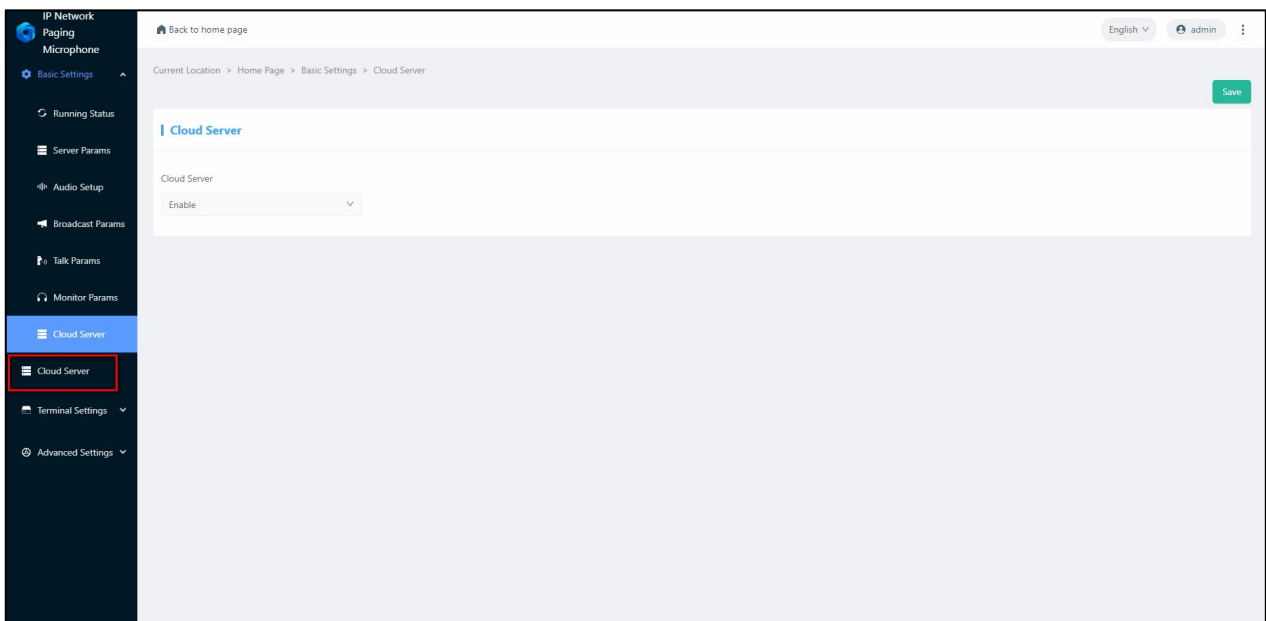 IP Network
Paging
Microphone
Back to home page
English
admin
Basic Settings
Current Location > Home Page > Basic Settings > Cloud Server
Save
Running Status
Cloud Server
Server Params
Cloud Server
Audio Setup
Enable
Broadcast Params
Talk Params
Monitor Params
Cloud Server
Cloud Server
Terminal Settings
Advanced Settings